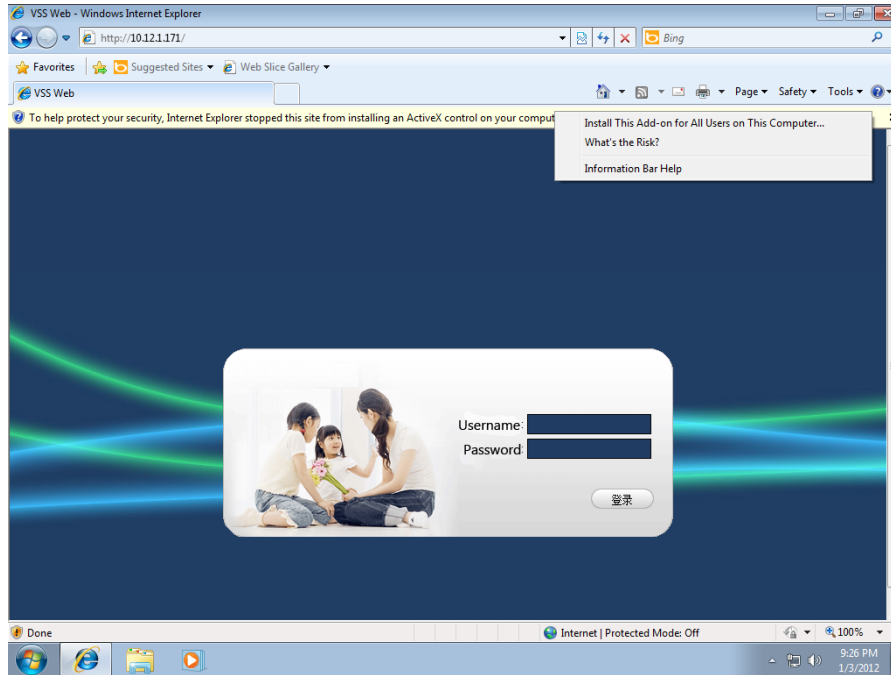 VSS Web - Windows Internet Explorer
http://10.12.1.171/
Bing
Favorites
Suggested Sites
Web Slice Gallery
VSS Web
Page
Safety
Tools
To help protect your security, Internet Explorer stopped this site from installing an ActiveX control on your comput
Install This Add-on for All Users on This Computer...
What's the Risk?
Information Bar Help
Username:
Password:
登录
Done
Internet | Protected Mode: Off
100%
9:26 PM
1/3/2012